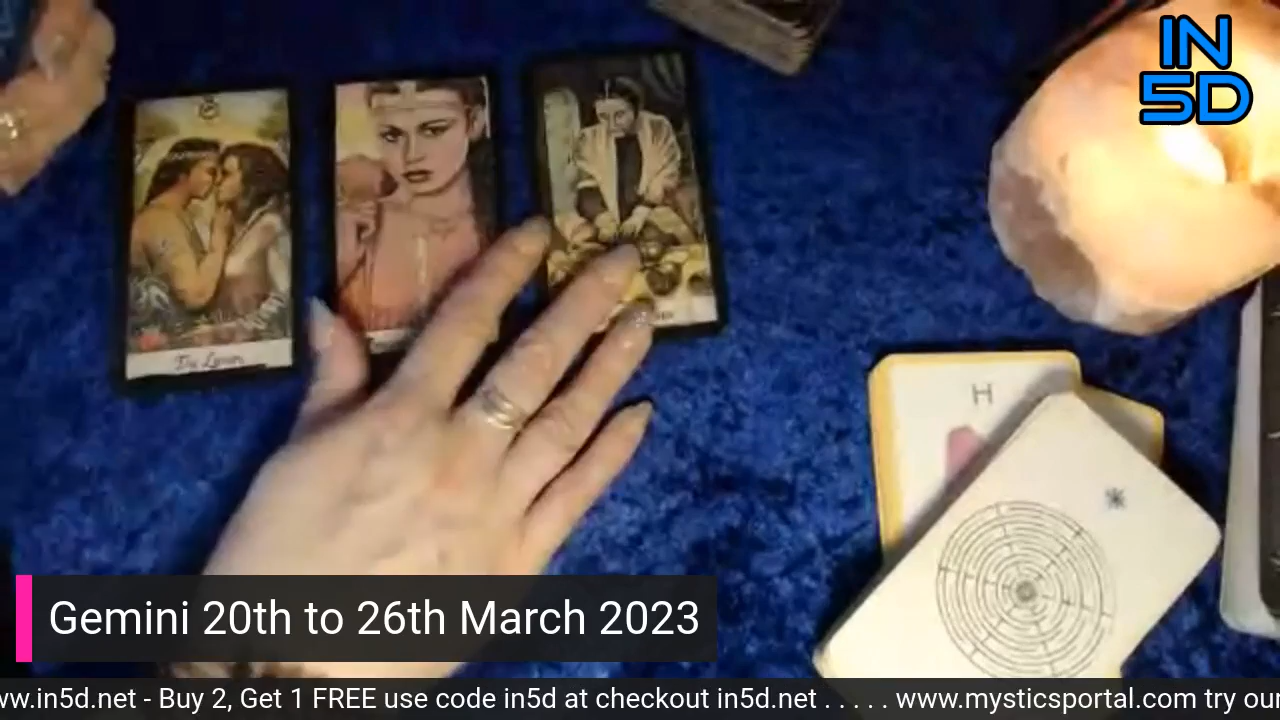 IN
5D
The Lovers
H
Gemini 20th to 26th March 2023
ww.in5d.net - Buy 2, Get 1 FREE use code in5d at checkout in5d.net . . . . . www.mysticsportal.com try our